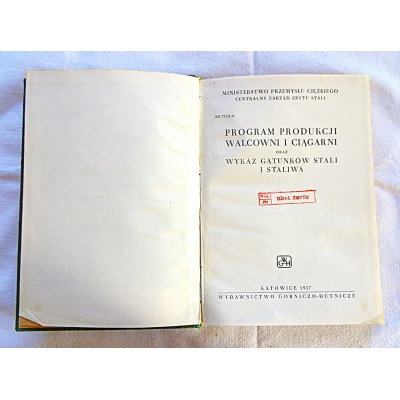 MINISTERSTWO PRZEMYSŁU CIĘŻKIEGO
CENTRALNY ZARZĄD ZBYTU STALI
PROGRAM PRODUKCJI
WALCOWNI I CIĄGARNI
ORAZ
WYKAZ GATUNKÓW STALI
I STALIWA
DZIAŁ ZBYTU
KATOWICE 1957
WYDAWNICTWO GÓRNICZO-HUTNICZE